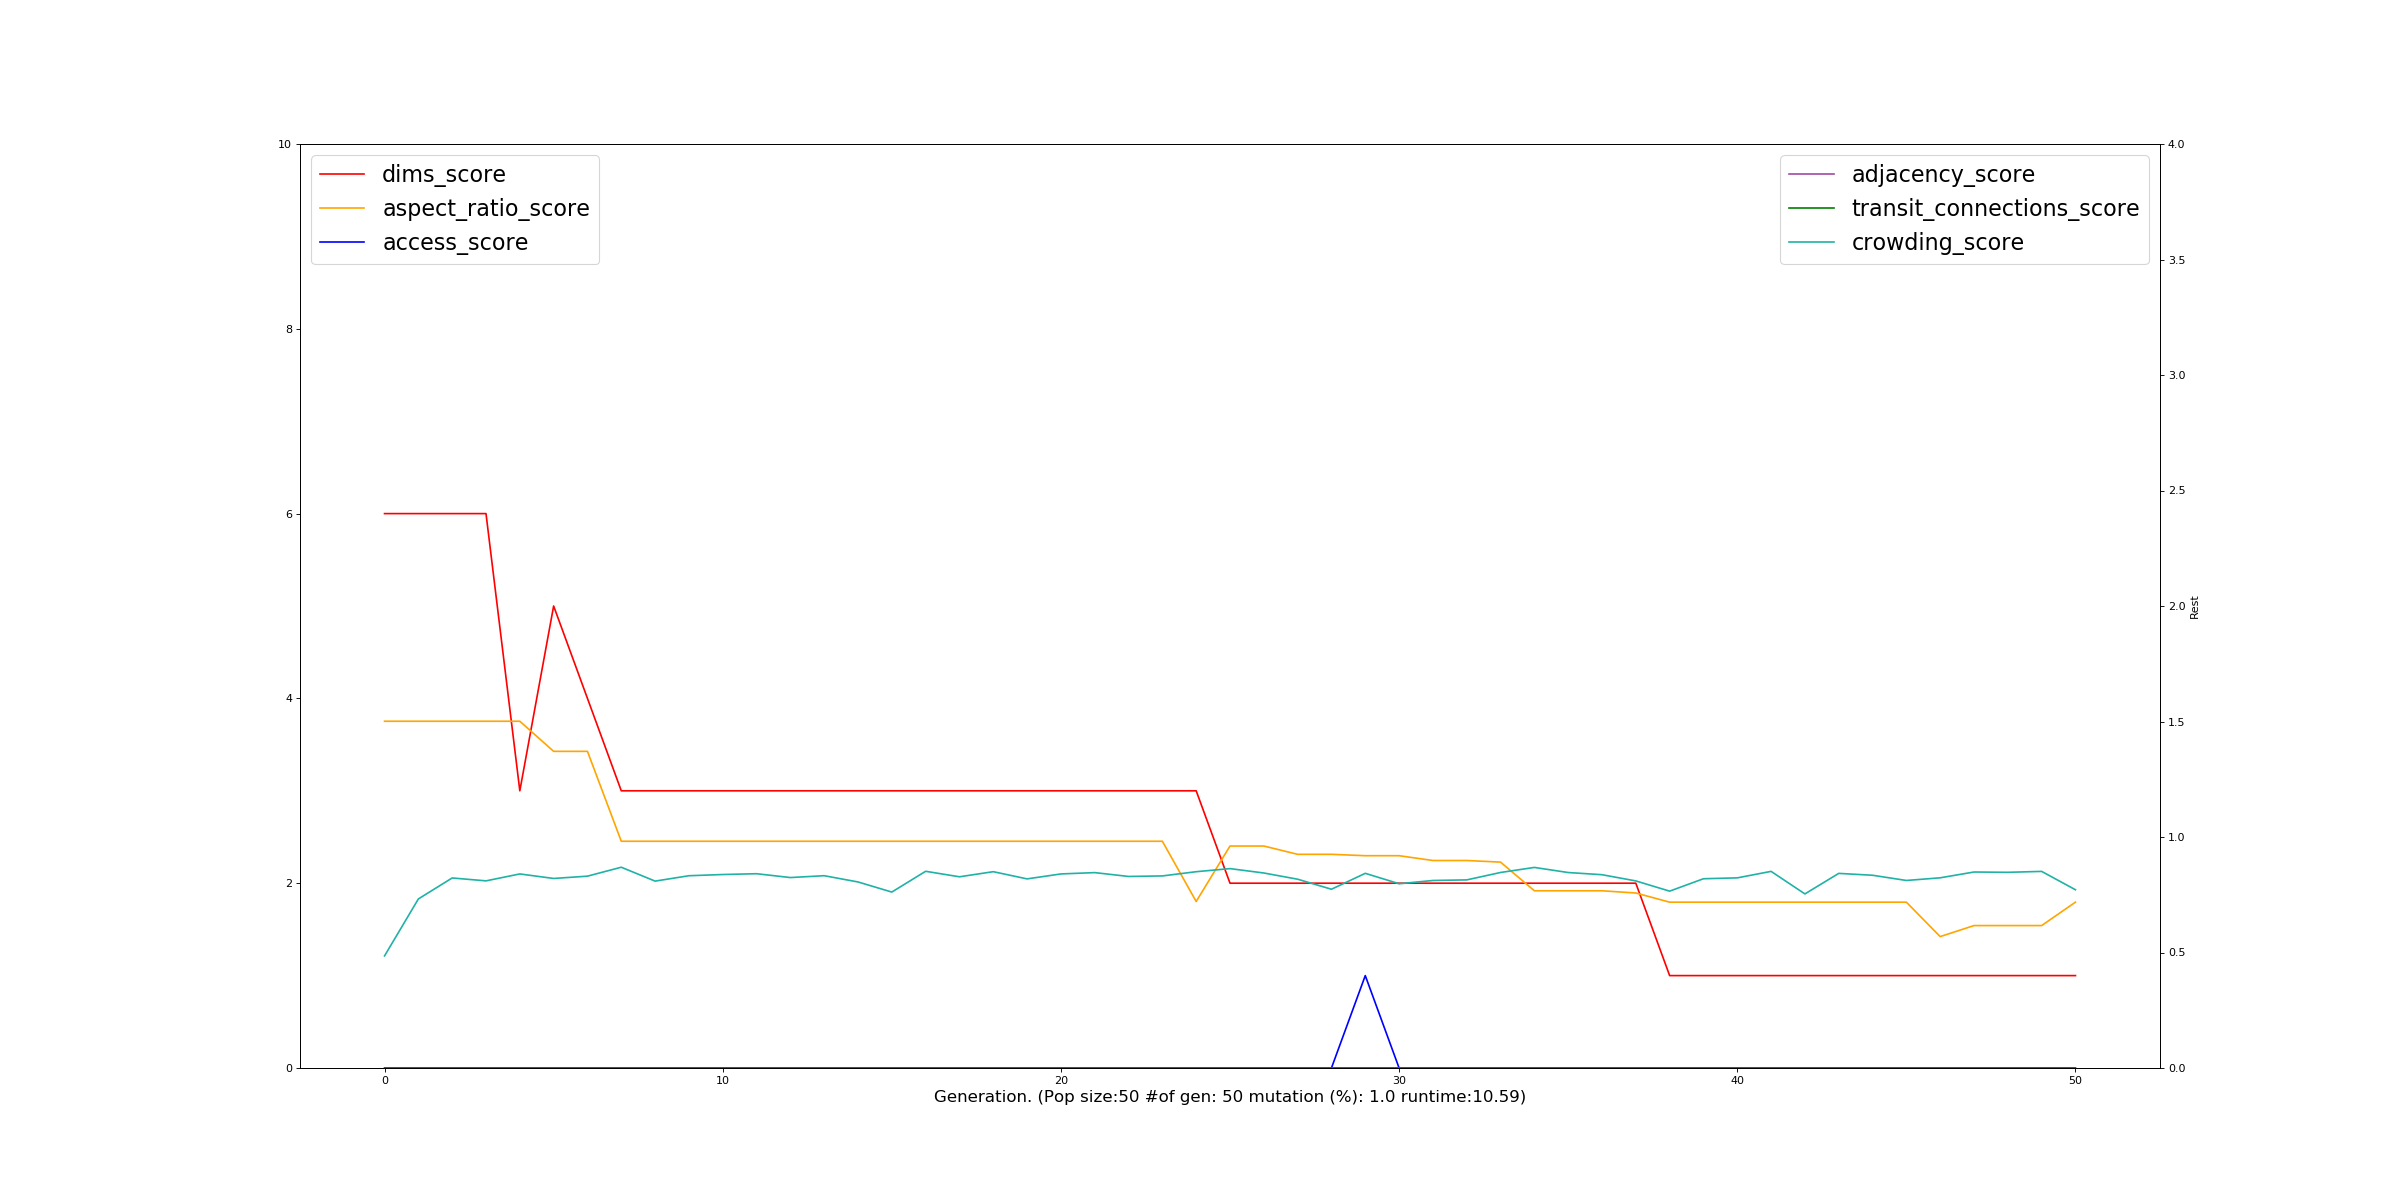 dims_score
aspect_ratio_score
access_score
adjacency_score
transit_connections_score
crowding_score
10
8
6
4
2
0
4.0
3.5
3.0
2.5
2.0
1.5
1.0
0.5
0.0
Rest
0 10 20 30 40 50
Generation. (Pop size:50 #of gen: 50 mutation (%): 1.0 runtime:10.59)